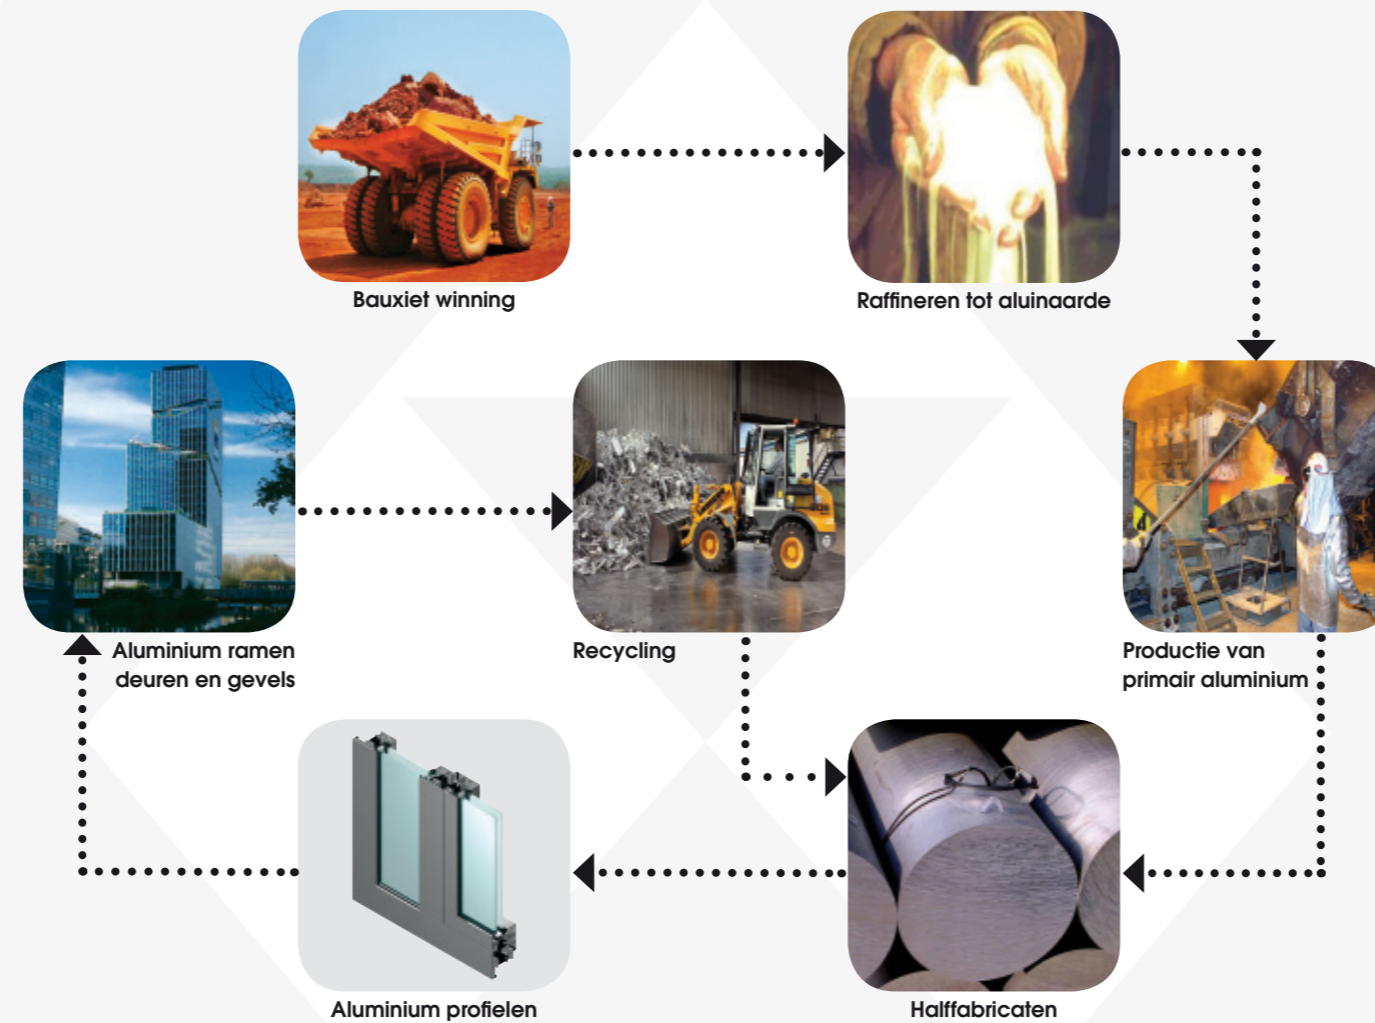 Bauxiet winning
Raffineren tot aluinaarde
Aluminium ramen
deuren en gevels
Recycling
Productie van
primair aluminium
Aluminium profielen
Halffabricaten